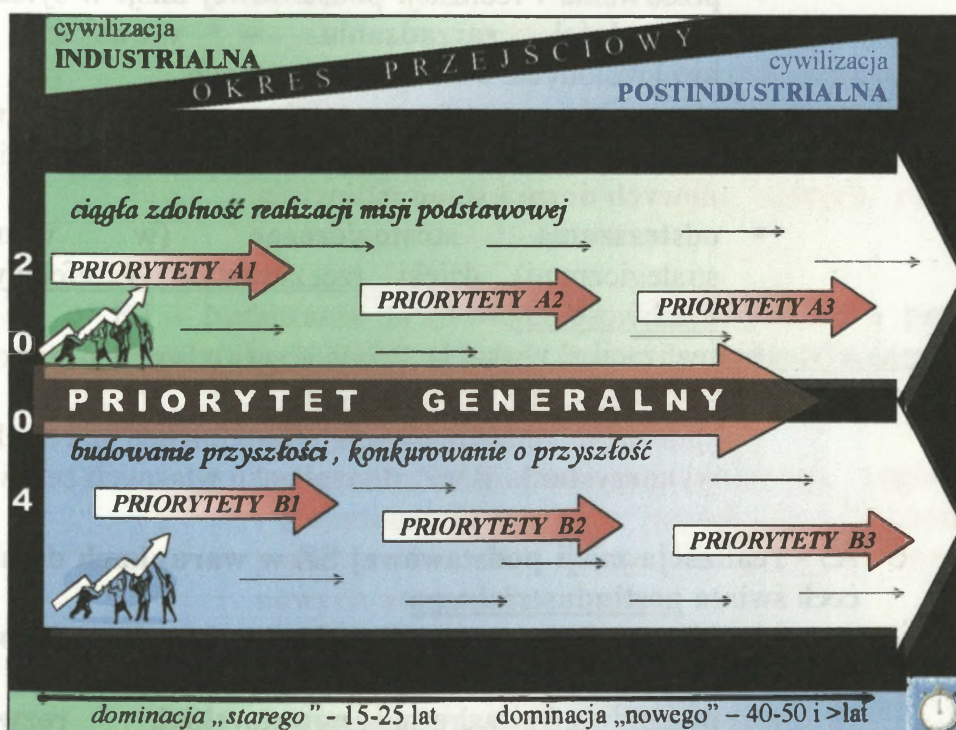 cywilizacja
INDUSTRIALNA
OKRES PRZEJŚCIOWY
cywilizacja
POSTINDUSTRIALNA
ciągła zdolność realizacji misji podstawowej
PRIORYTETY A1
PRIORYTETY A2
PRIORYTETY A3
2
0
0
4
PRIORYTET GENERALNY
budowanie przyszłości, konkurowanie o przyszłość
PRIORYTETY B1
PRIORYTETY B2
PRIORYTETY B3
dominacja „starego" - 15-25 lat
dominacja „nowego" – 40-50 i >lat